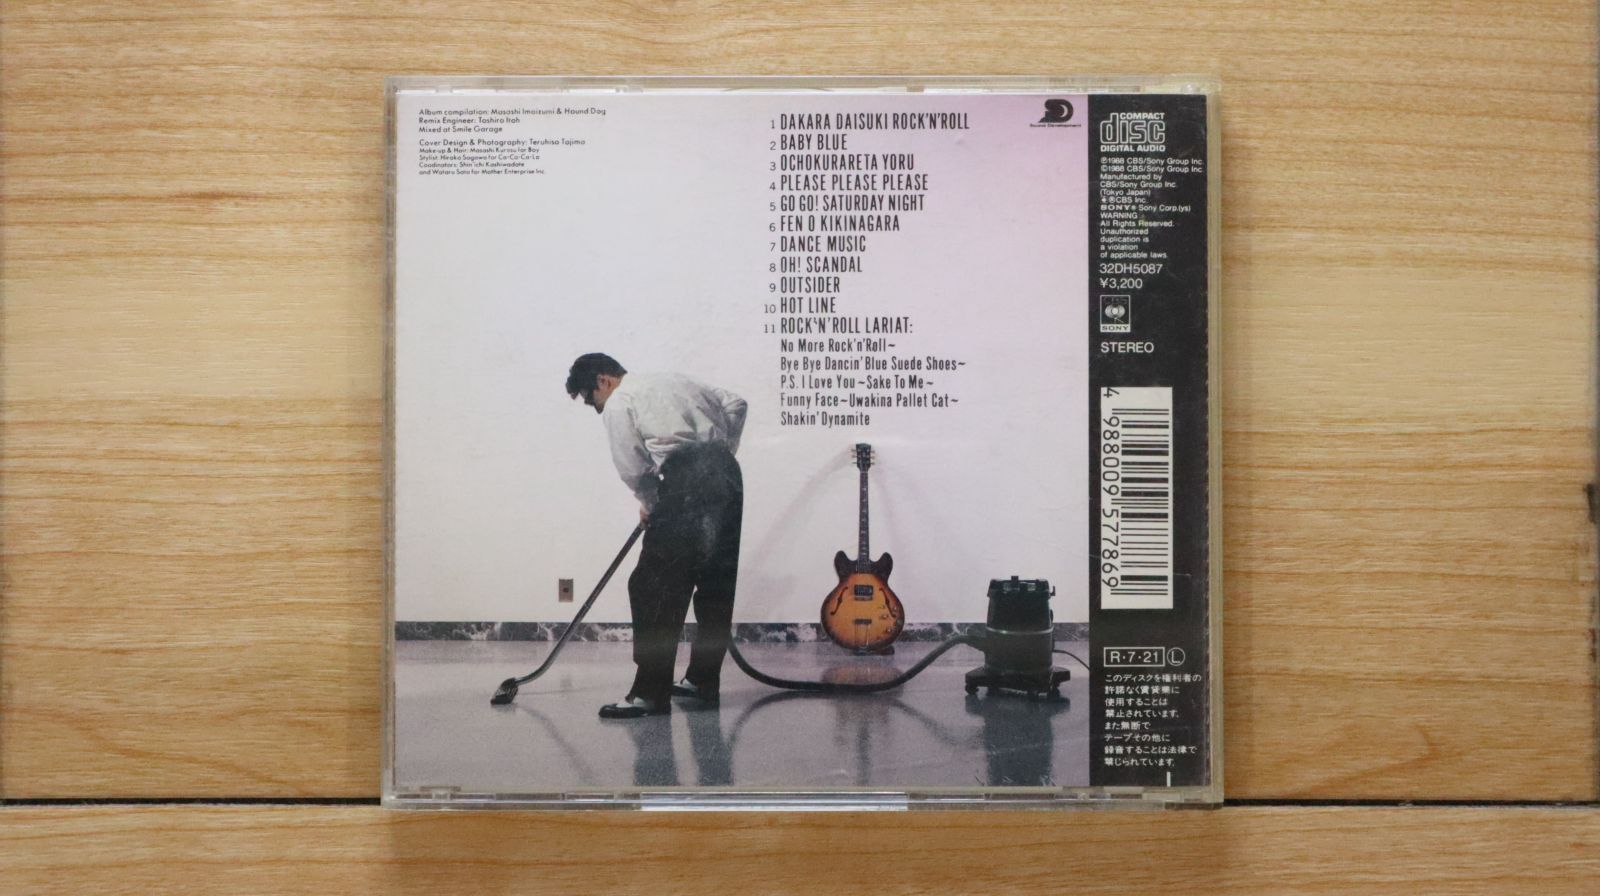 Album compilation: Masashi Imaizumi & Hound Dog
Remix Engineer: Toshiro Itoh
Mixed at Smile Garage
Cover Design & Photography: Teruhisa Tajima
Make-up & Hair: Masashi Kurosu for Boy
Stylist: Hiroko Sogawa for Ca-Ca-Ca-La
Coodinators: Shin'ichi Kashiwadate
and Wataru Sato for Mother Enterprise Inc.
1 DAKARA DAISUKI ROCK'N'ROLL
2 BABY BLUE
3 OCHOKURARETA YORU
4 PLEASE PLEASE PLEASE
5 GO GO! SATURDAY NIGHT
6 FEN O KIKINAGARA
7 DANCE MUSIC
8 OH! SCANDAL
9 OUTSIDER
10 HOT LINE
11 ROCK'N'ROLL LARIAT:
No More Rock'n'Roll~
Bye Bye Dancin' Blue Suede Shoes~
P.S. I Love You~Sake To Me~
Funny Face~Uwakina Pallet Cat~
Shakin' Dynamite
Sound Development
COMPACT
disc
DIGITAL AUDIO
℗1988 CBS/Sony Group Inc.
©1988 CBS/Sony Group Inc.
Manufactured by
CBS/Sony Group Inc.
(Tokyo Japan)
®CBS Inc.
SONY® Sony Corp.(ys)
WARNING:
All Rights Reserved.
Unauthorized
duplication is
a violation
of applicable laws.
32DH5087
¥3,200
CBS
SONY
STEREO
4 988009 577869
R・7・21 Ⓛ
このディスクを権利者の
許諾なく賃貸業に
使用することは
禁止されています。
また無断で
テープその他に
録音することは法律で
禁じられています。